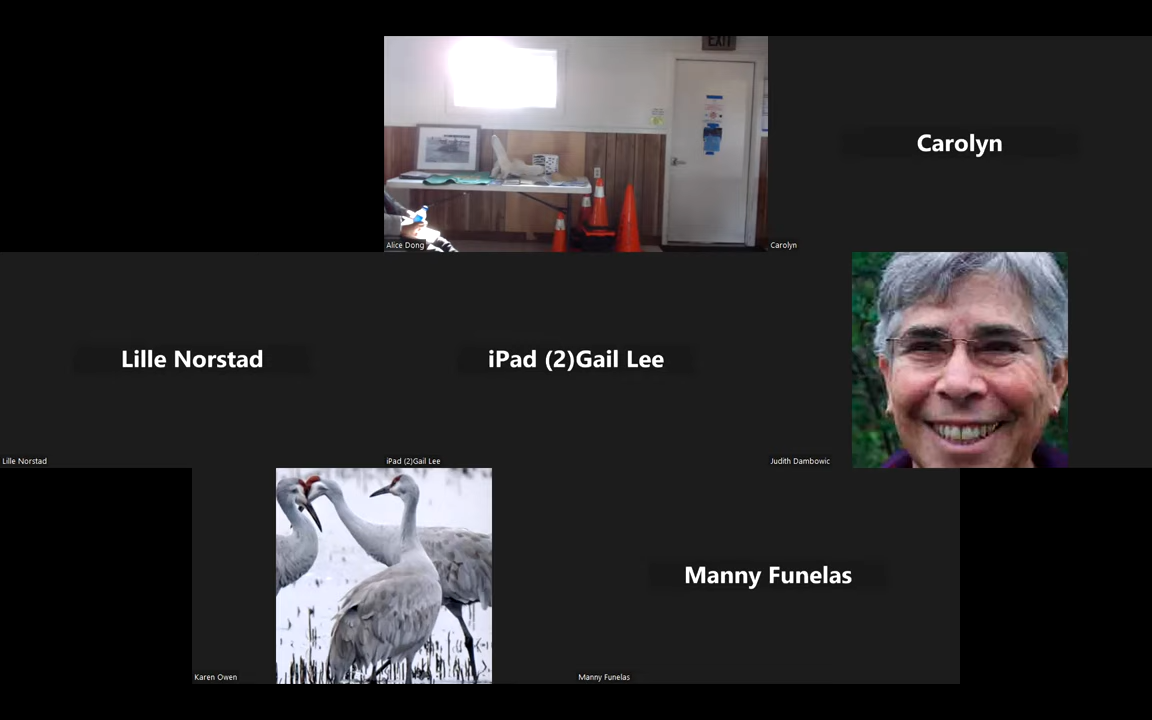 EXIT
Alice Dong
Carolyn
Carolyn
Lille Norstad
Lille Norstad
iPad (2)Gail Lee
iPad (2)Gail Lee
Judith Dambowic
Karen Owen
Manny Funelas
Manny Funelas